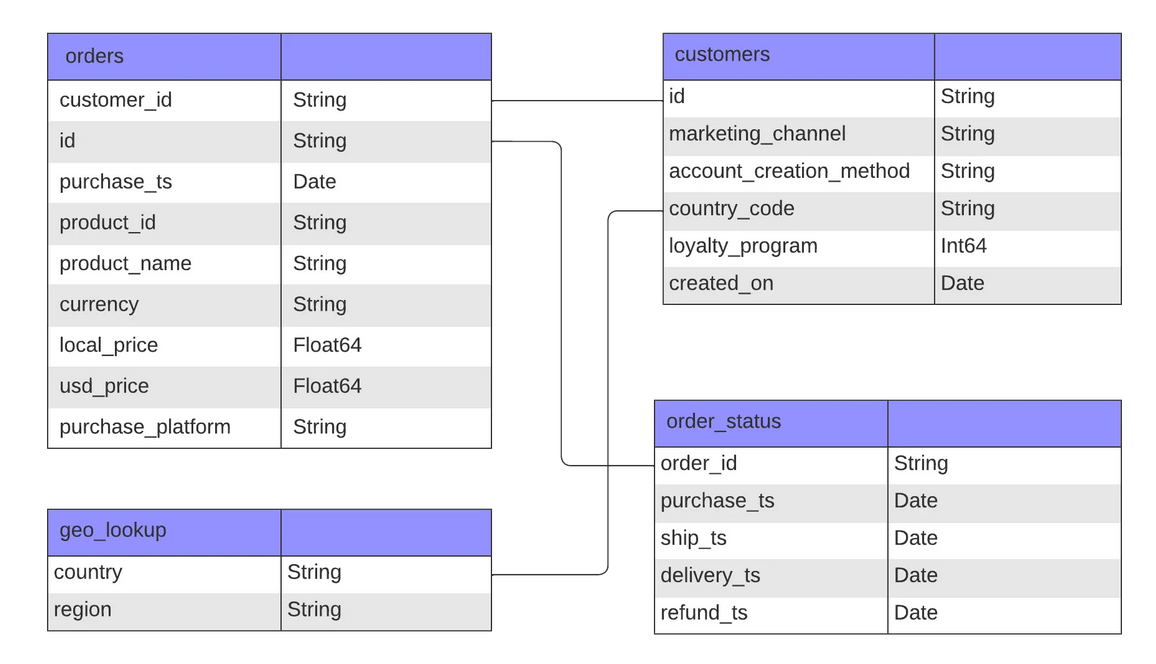 orders
customer_id String
id String
purchase_ts Date
product_id String
product_name String
currency String
local_price Float64
usd_price Float64
purchase_platform String
customers
id String
marketing_channel String
account_creation_method String
country_code String
loyalty_program Int64
created_on Date
geo_lookup
country String
region String
order_status
order_id String
purchase_ts Date
ship_ts Date
delivery_ts Date
refund_ts Date